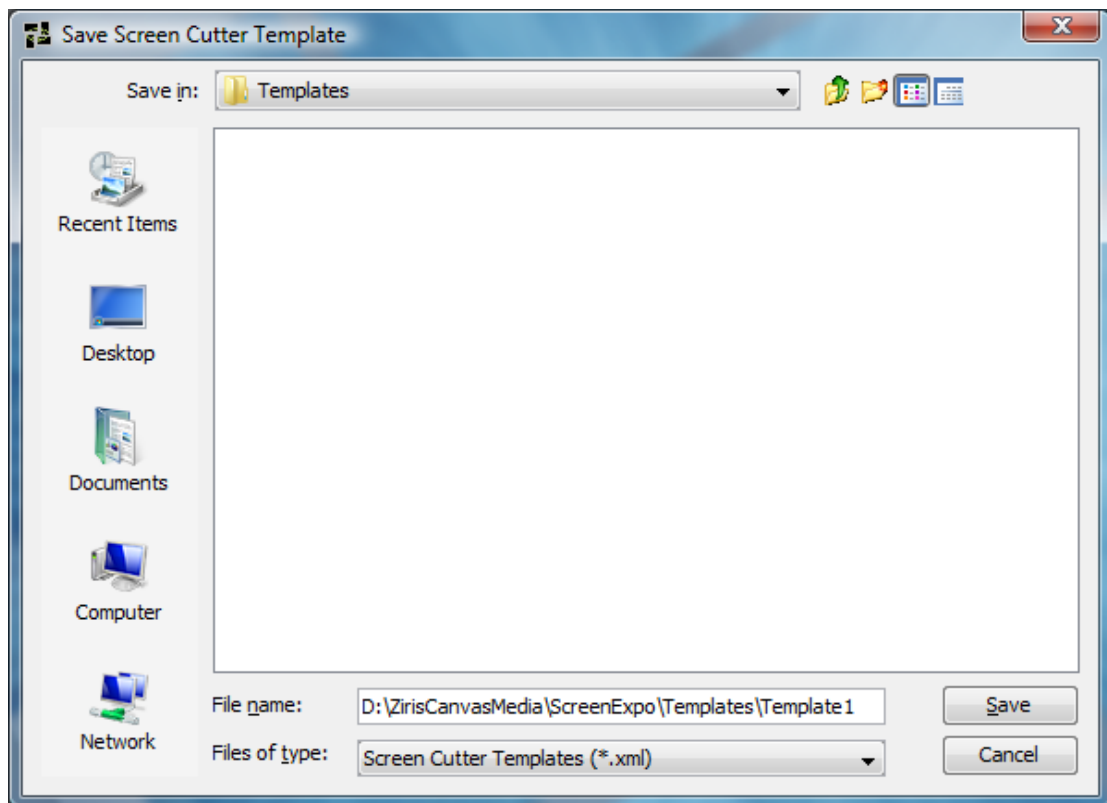 Save Screen Cutter Template
Save in: Templates
Recent Items
Desktop
Documents
Computer
Network
File name: D:\ZirisCanvasMedia\ScreenExpo\Templates\Template1 Save
Files of type: Screen Cutter Templates (*.xml) Cancel